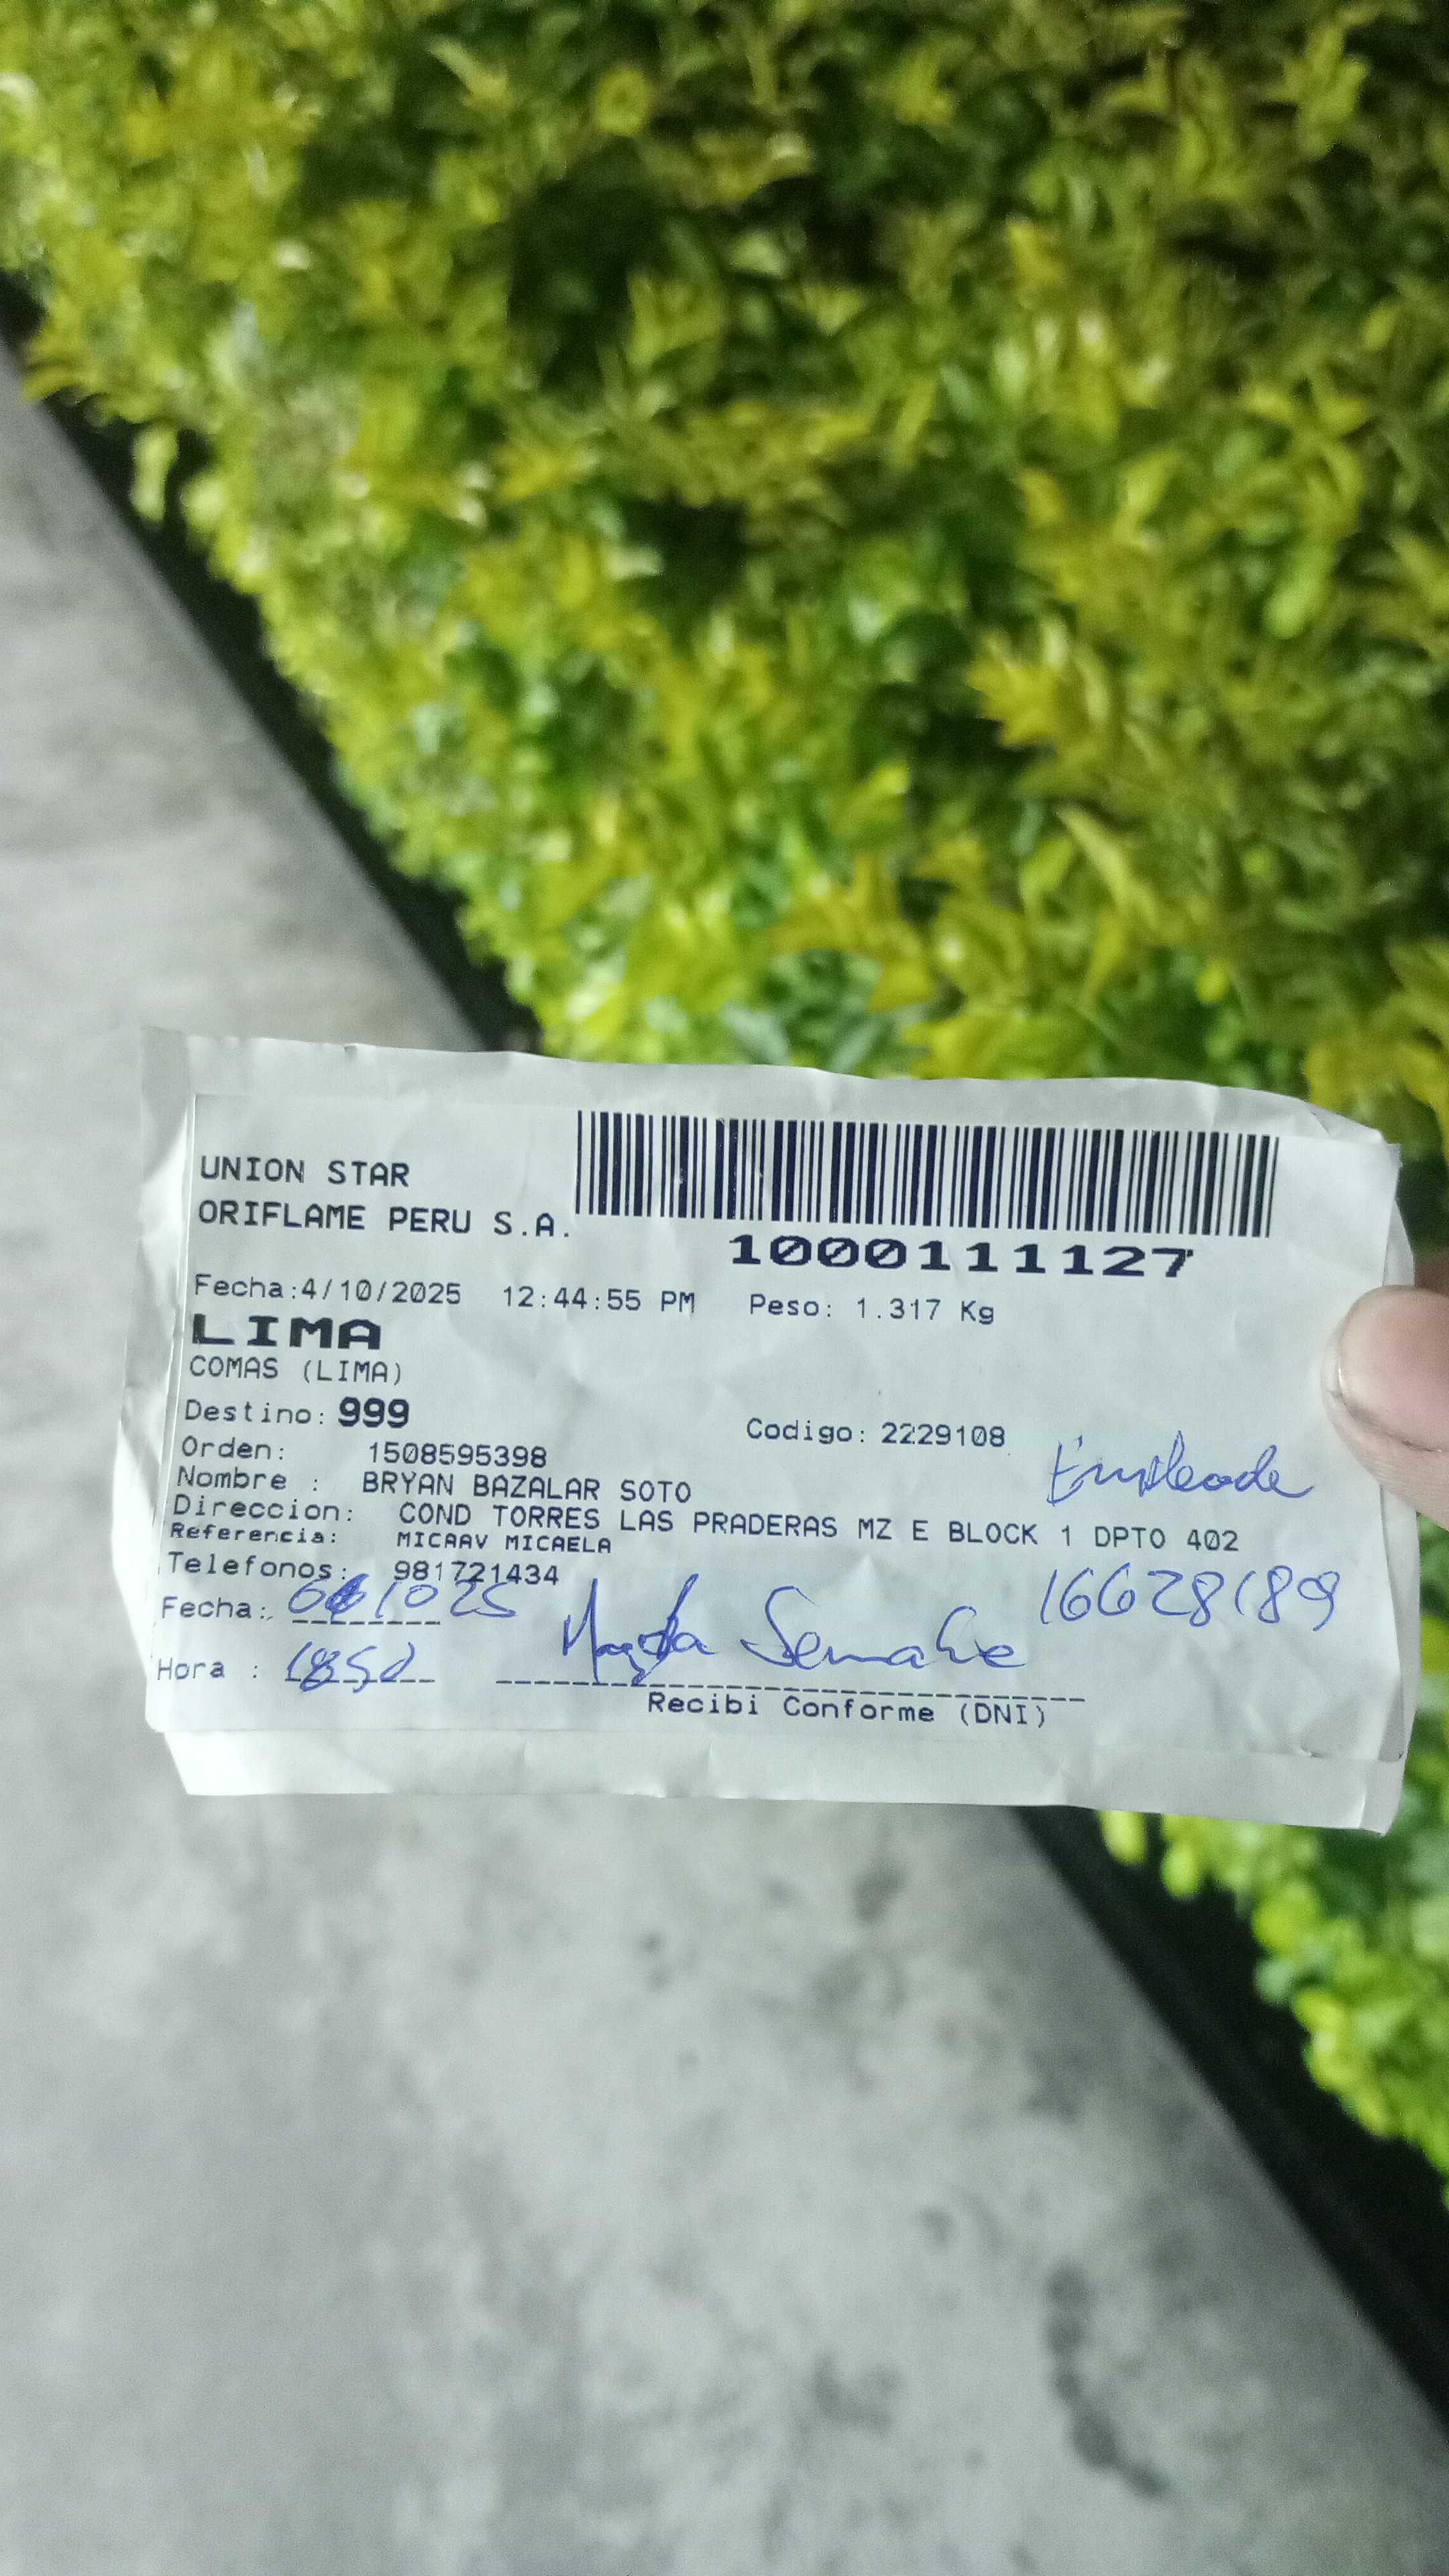 UNION STAR
ORIFLAME PERU S.A.
1000111127
Fecha:4/10/2025 12:44:55 PM Peso: 1.317 Kg
LIMA
COMAS (LIMA)
Destino: 999
Codigo: 2229108
Orden: 1508595398
Nombre : BRYAN BAZALAR SOTO
Direccion: COND TORRES LAS PRADERAS MZ E BLOCK 1 DPTO 402
Referencia: MICAAV MICAELA
Telefonos: 981721434
Fecha:
Hora : 1850
Magda
16628189
Recibi Conforme (DNI)